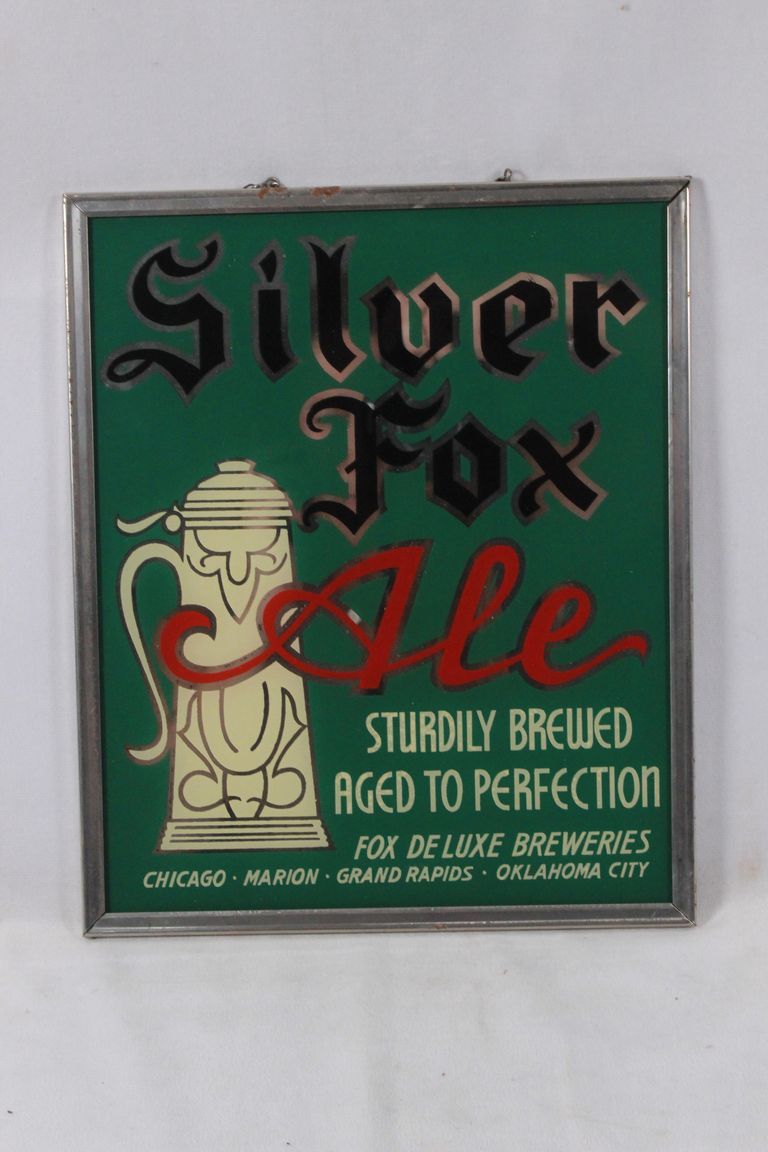 Silver
Fox
Ale
STURDILY BREWED
AGED TO PERFECTION
FOX DE LUXE BREWERIES
CHICAGO · MARION · GRAND RAPIDS · OKLAHOMA CITY